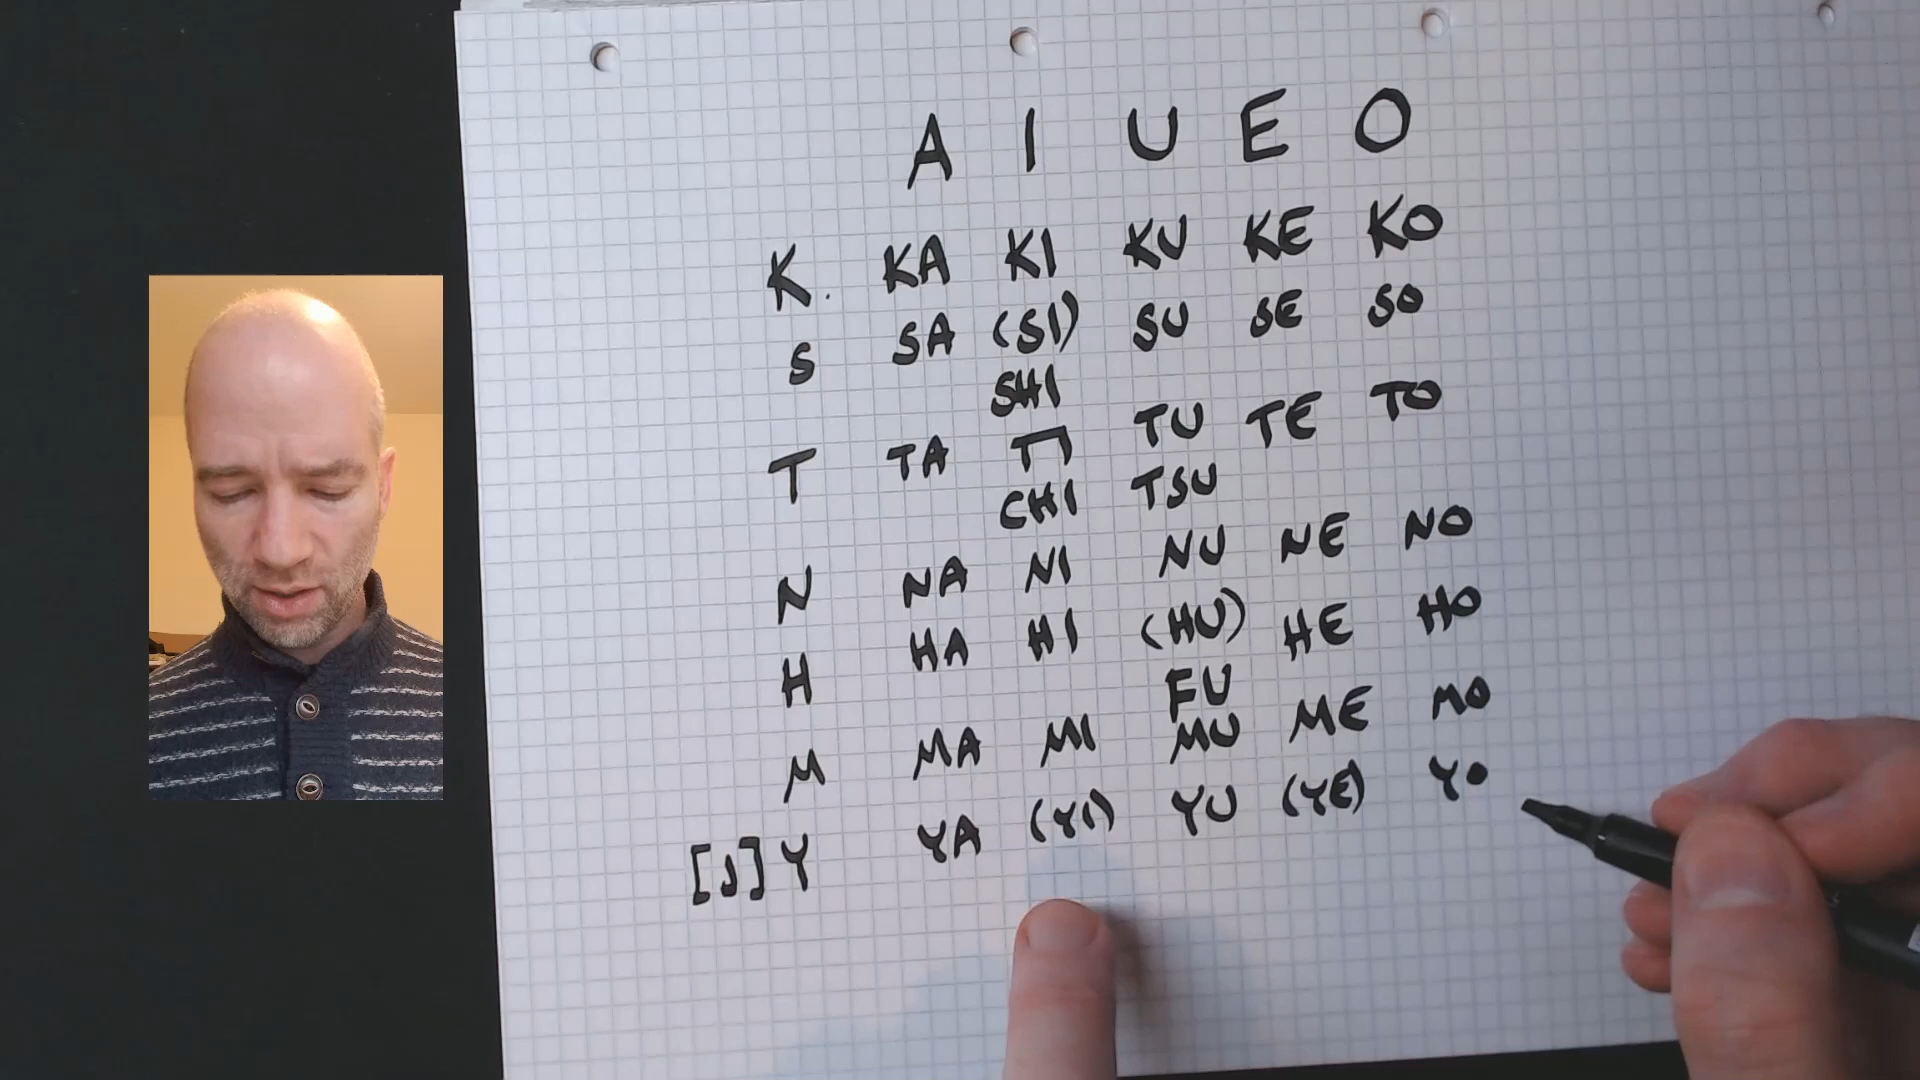 A I U E O
K. KA KI KU KE KO
S SA (SI) SU SE SO
SHI
T TA TI TU TE TO
CHI TSU
N NA NI NU NE NO
H HA HI (HU) HE HO
FU
M MA MI MU ME MO
[J] Y YA (YI) YU (YE) YO